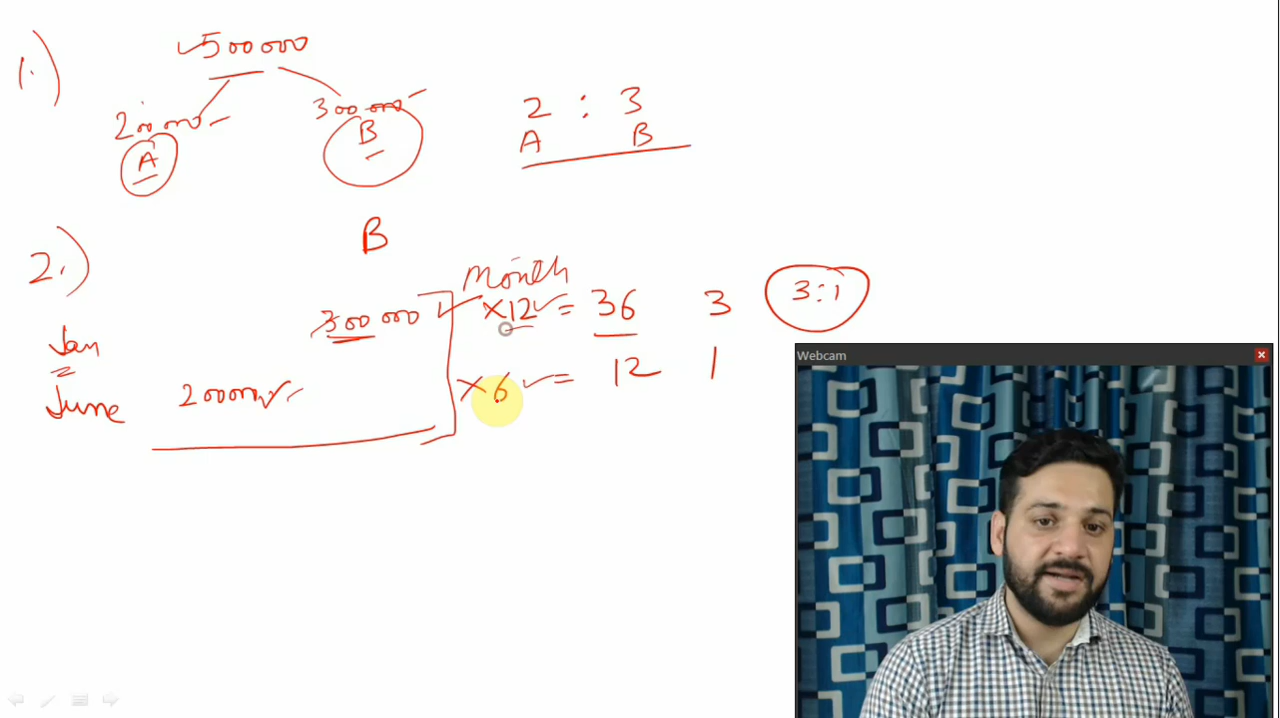 1.) 500000
200000 300000 2 : 3
A B A B
B
2.) Month
300000 ×12 = 36 3 3:1
Jan
×6 = 12 1
June 200000
Webcam